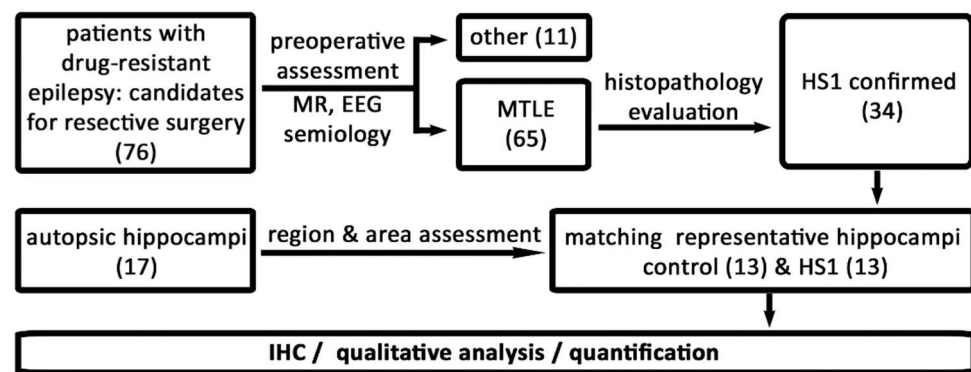 patients with
drug-resistant
epilepsy: candidates
for resective surgery
(76)
preoperative
assessment
MR, EEG
semiology
other (11)
MTLE
(65)
histopathology
evaluation
HS1 confirmed
(34)
autopsic hippocampi
(17)
region & area assessment
matching representative hippocampi
control (13) & HS1 (13)
IHC / qualitative analysis / quantification